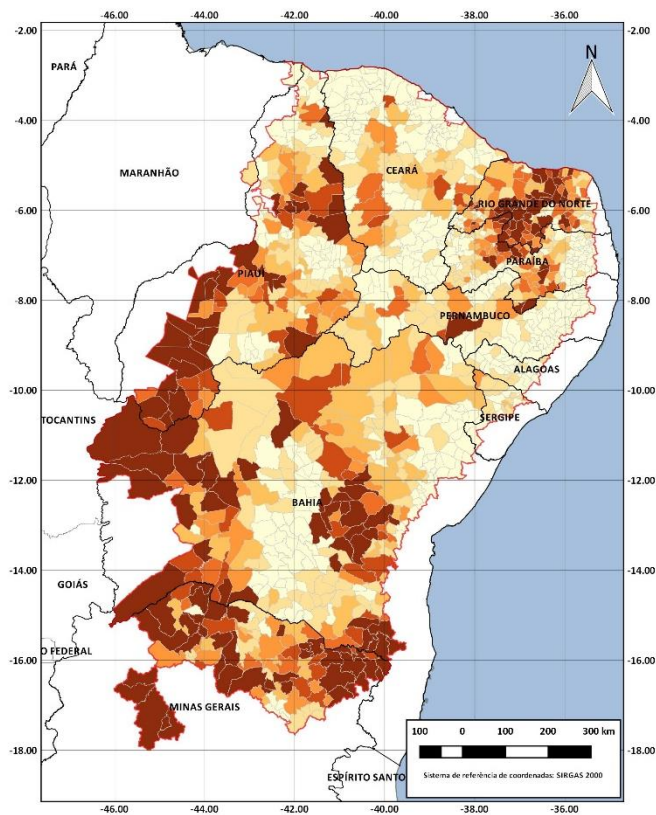 -46.00 -44.00 -42.00 -40.00 -38.00 -36.00
-2.00 -2.00
N
PARÁ
-4.00 -4.00
MARANHÃO
CEARÁ
RIO GRANDE DO NORTE
-6.00 -6.00
PARAÍBA
PIAUÍ
-8.00 -8.00
PERNAMBUCO
ALAGOAS
-10.00 -10.00
TOCANTINS
SERGIPE
-12.00 -12.00
BAHIA
-14.00 -14.00
GOIÁS
O FEDERAL
-16.00 -16.00
MINAS GERAIS
100 0 100 200 300 km
-18.00 -18.00
Sistema de referência de coordenadas: SIRGAS 2000
ESPÍRITO SANTO
-46.00 -44.00 -42.00 -40.00 -38.00 -36.00